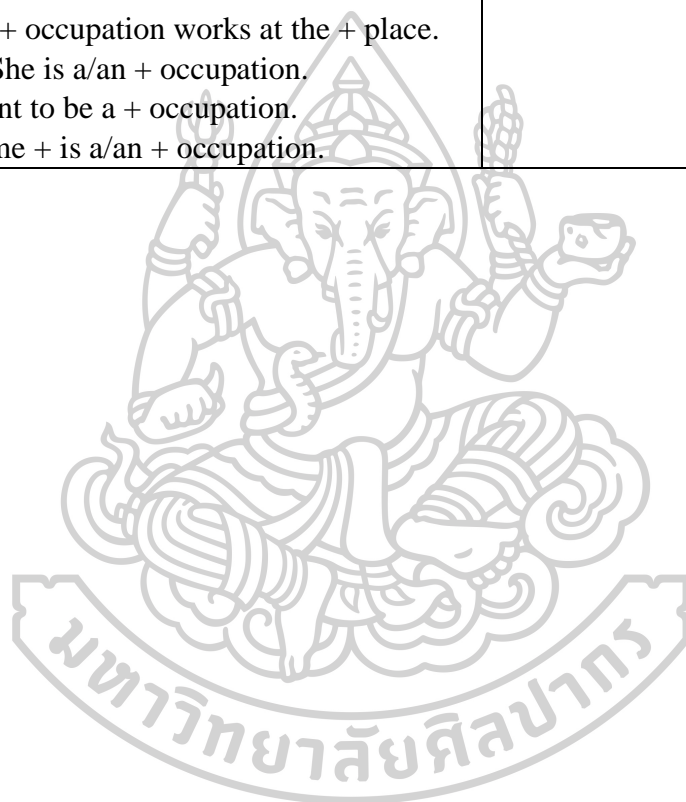 + occupation works at the + place.
She is a/an + occupation.
nt to be a + occupation.
me + is a/an + occupation.
มหาวิทยาลัยศิลปากร